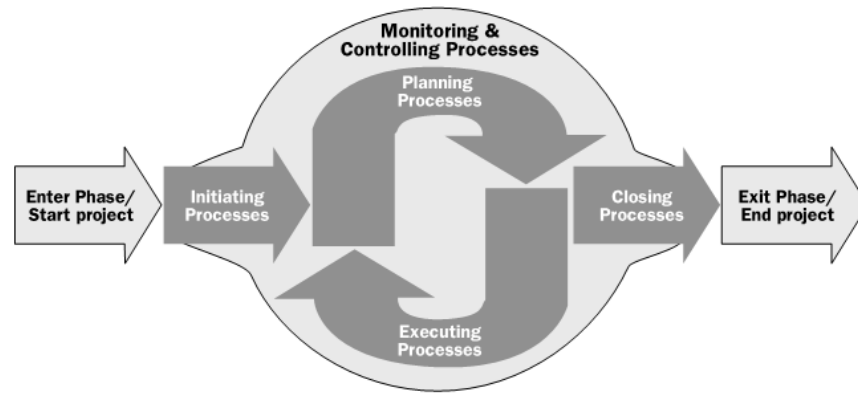 Monitoring &
Controlling Processes
Planning
Processes
Enter Phase/
Start project
Initiating
Processes
Closing
Processes
Exit Phase/
End project
Executing
Processes